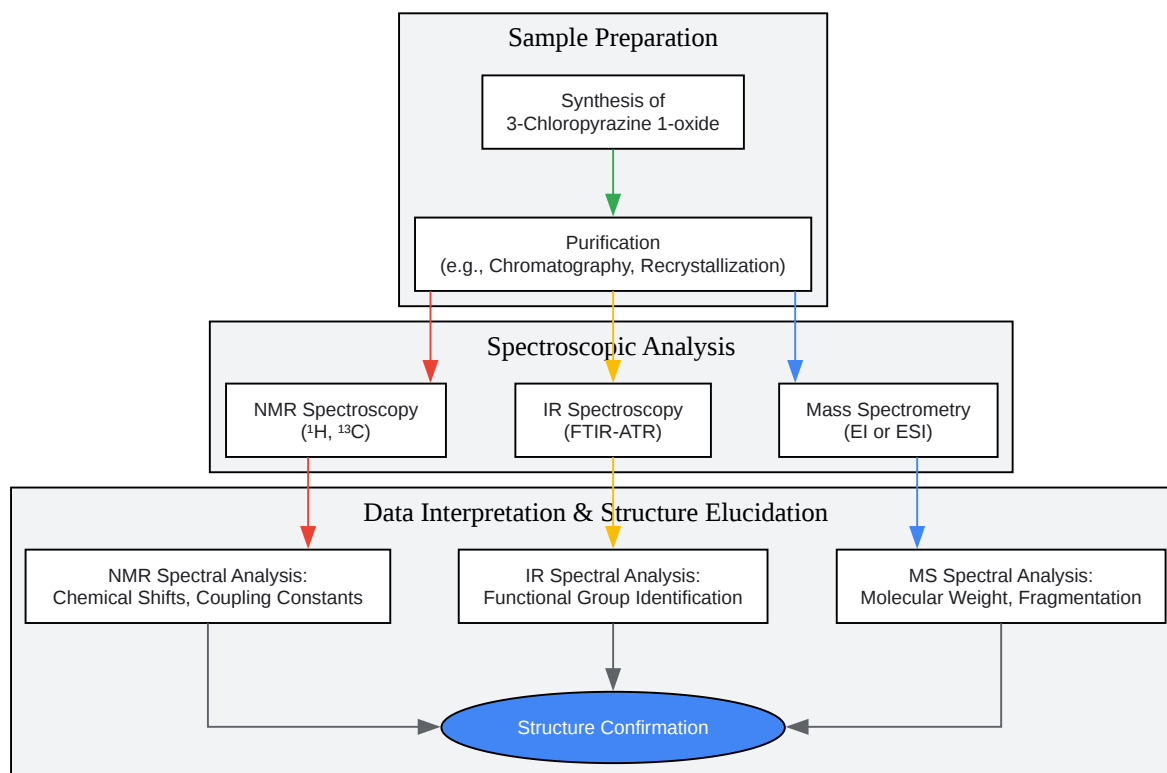 Sample Preparation
Synthesis of
3-Chloropyrazine 1-oxide
Purification
(e.g., Chromatography, Recrystallization)
Spectroscopic Analysis
NMR Spectroscopy
(¹H, ¹³C)
IR Spectroscopy
(FTIR-ATR)
Mass Spectrometry
(EI or ESI)
Data Interpretation & Structure Elucidation
NMR Spectral Analysis:
Chemical Shifts, Coupling Constants
IR Spectral Analysis:
Functional Group Identification
MS Spectral Analysis:
Molecular Weight, Fragmentation
Structure Confirmation